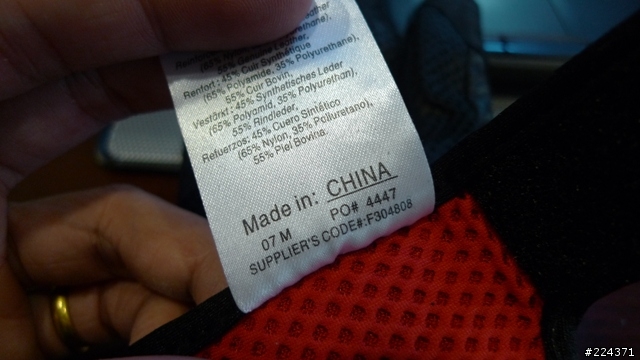 Renfort: 45% Cuir Synthétique
(65% Polyamide, 35% Polyuréthane),
55% Cuir Bovin,
Verstärkt: 45% Synthetisches Leder
(65% Polyamid, 35% Polyurethan),
55% Rindleder,
Refuerzos: 45% Cuero Sintético
(65% Nylon, 35% Poliuretano),
55% Piel Bovina
Made in: CHINA
07 M PO# 4447
SUPPLIER'S CODE#:F304808
#224371